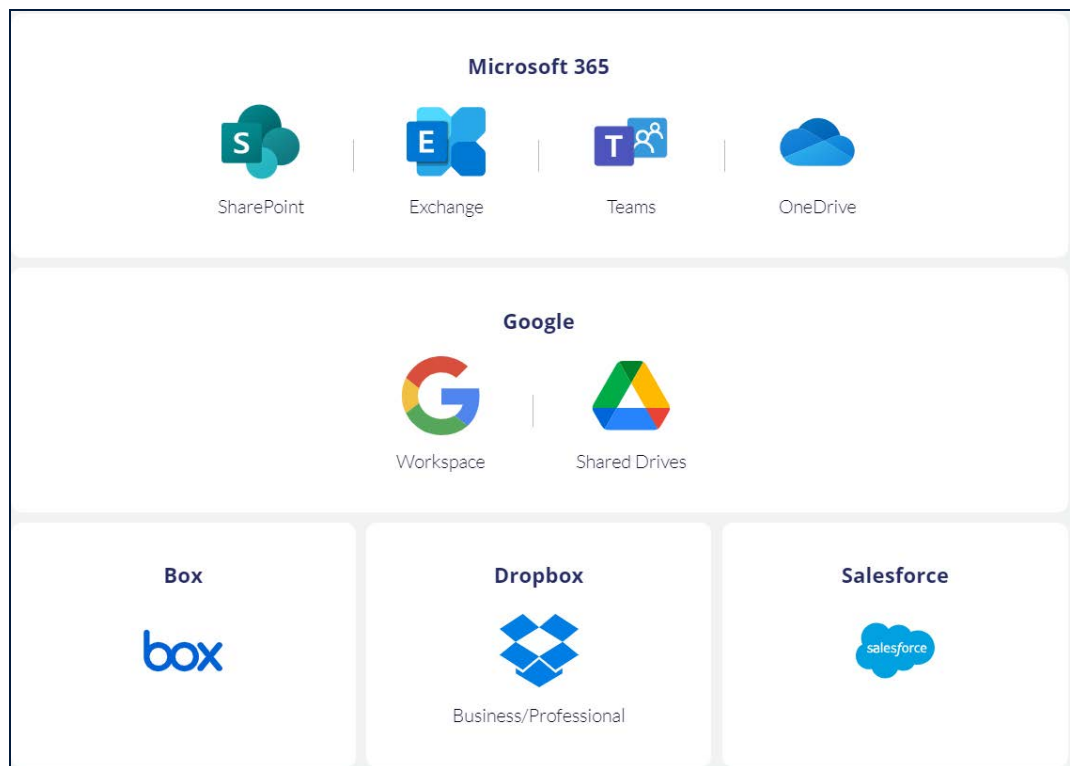 Microsoft 365
S
E
T
SharePoint
Exchange
Teams
OneDrive
Google
G
Workspace
Shared Drives
Box
Dropbox
Salesforce
box
salesforce
Business/Professional